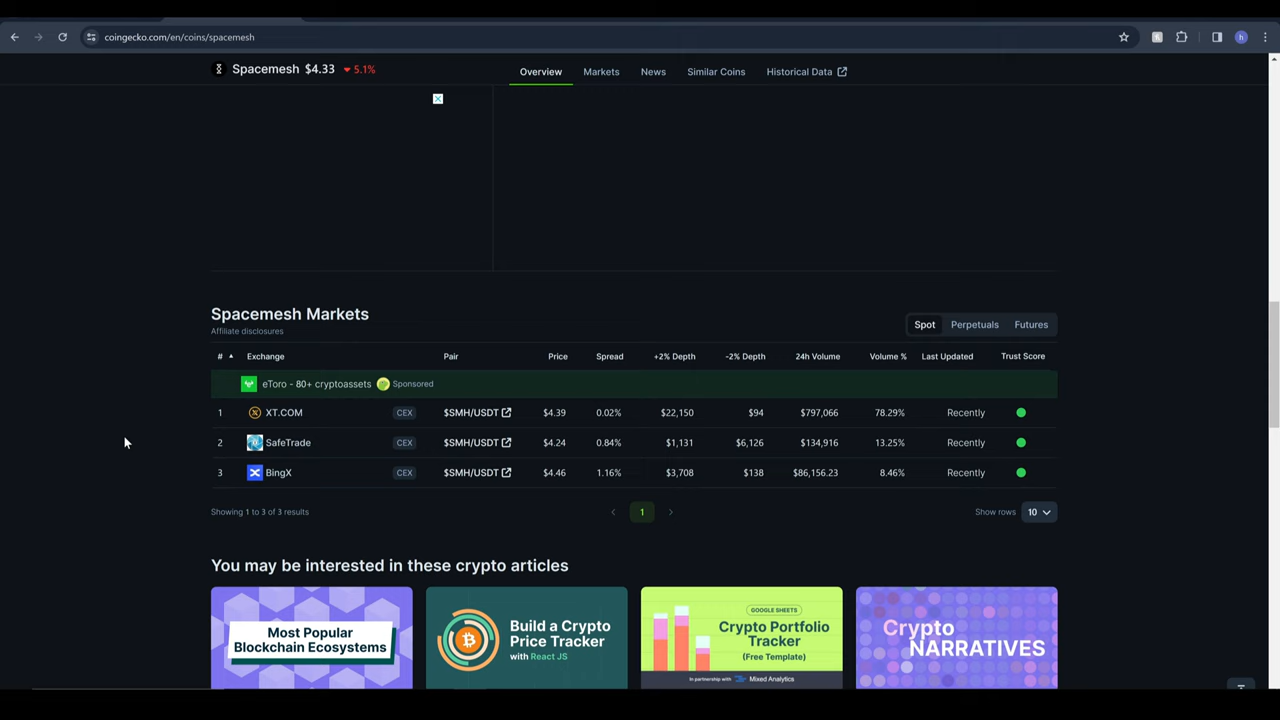 coingecko.com/en/coins/spacemesh
h
Spacemesh $4.33 5.1%
Overview Markets News Similar Coins Historical Data
Spacemesh Markets
Affiliate disclosures
Spot Perpetuals Futures
# Exchange Pair Price Spread +2% Depth -2% Depth 24h Volume Volume % Last Updated Trust Score
eToro - 80+ cryptoassets Sponsored
1 XT.COM CEX $SMH/USDT $4.39 0.02% $22,150 $94 $797,066 78.29% Recently
2 SafeTrade CEX $SMH/USDT $4.24 0.84% $1,131 $6,126 $134,916 13.25% Recently
3 BingX CEX $SMH/USDT $4.46 1.16% $3,708 $138 $86,156.23 8.46% Recently
Showing 1 to 3 of 3 results 1 Show rows 10
You may be interested in these crypto articles
Most Popular
Blockchain Ecosystems
Build a Crypto
Price Tracker
with React JS
GOOGLE SHEETS
Crypto Portfolio
Tracker
(Free Template)
In partnership with Mixed Analytics
Crypto
NARRATIVES